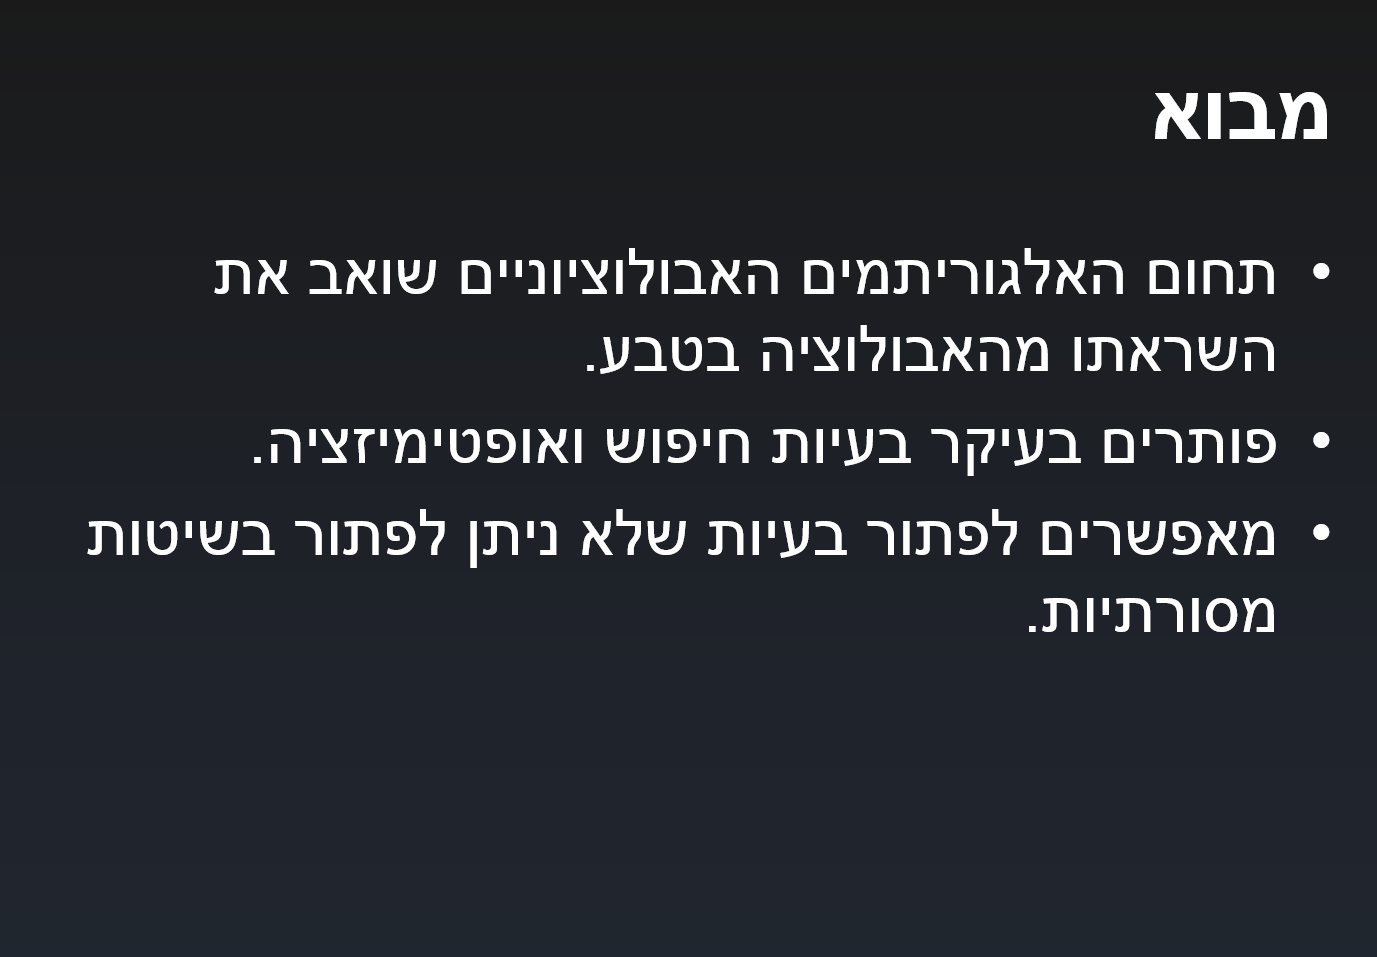 מבוא
• תחום האלגוריתמים האבולוציוניים שואב את
השראתו מהאבולוציה בטבע.
• פותרים בעיקר בעיות חיפוש ואופטימיזציה.
• מאפשרים לפתור בעיות שלא ניתן לפתור בשיטות
מסורתיות.